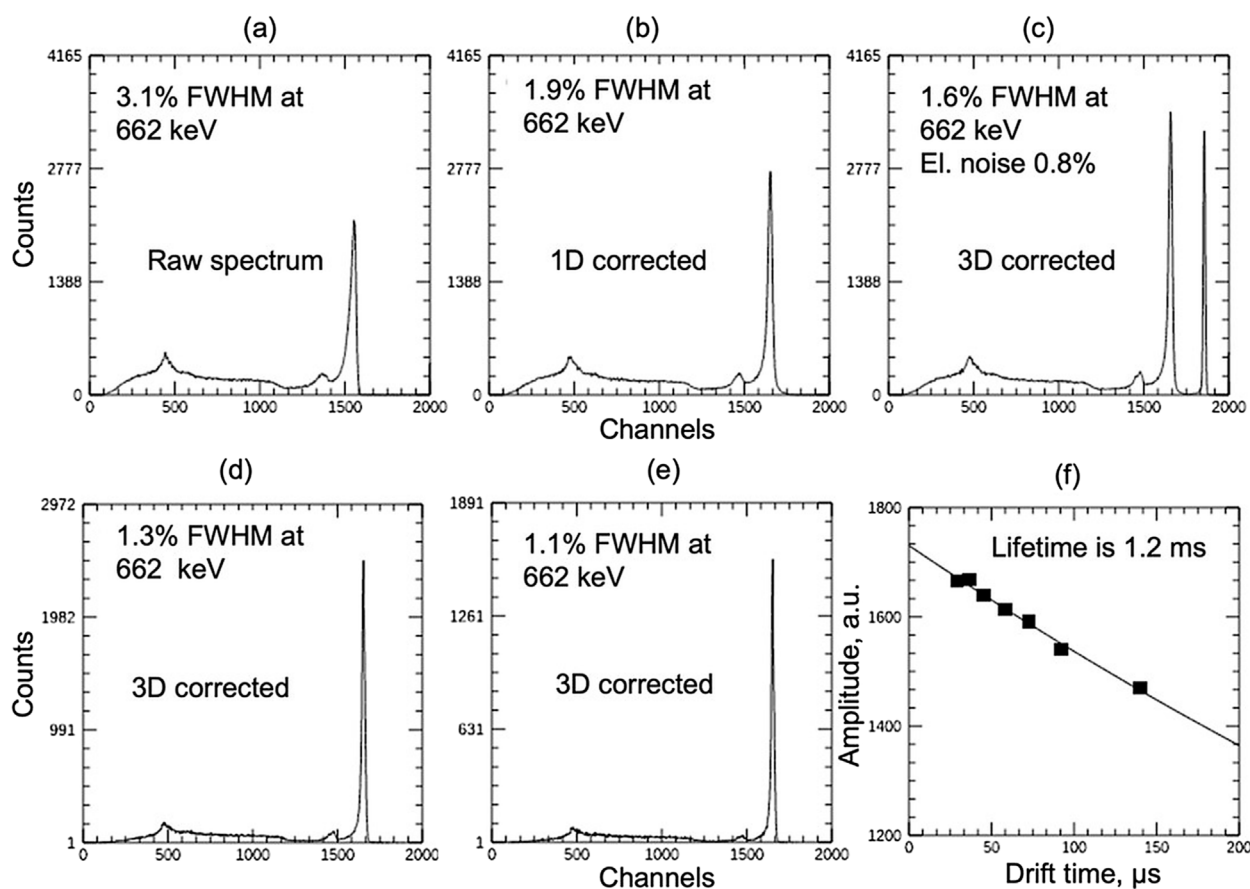 (a)
(b)
(c)
4165
3.1% FWHM at
662 keV
2777
Raw spectrum
1388
0
0 500 1000 1500 2000
Counts
4165
1.9% FWHM at
662 keV
2777
1D corrected
1388
0
0 500 1000 1500 2000
Channels
4165
1.6% FWHM at
662 keV
El. noise 0.8%
2777
3D corrected
1388
0
0 500 1000 1500 2000
(d)
(e)
(f)
2972
1.3% FWHM at
662 keV
1982
3D corrected
991
1
0 500 1000 1500 2000
Counts
1891
1.1% FWHM at
662 keV
1261
3D corrected
631
1
0 500 1000 1500 2000
Channels
1800
Lifetime is 1.2 ms
1600
1400
1200
0 50 100 150 200
Amplitude, a.u.
Drift time, µs